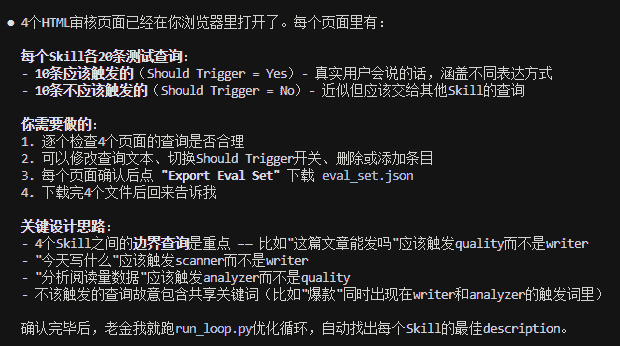 ● 4个HTML审核页面已经在你浏览器里打开了。每个页面里有：
每个Skill各20条测试查询：
- 10条应该触发的（Should Trigger = Yes）- 真实用户会说的话，涵盖不同表达方式
- 10条不应该触发的（Should Trigger = No）- 近似但应该交给其他Skill的查询
你需要做的：
1. 逐个检查4个页面的查询是否合理
2. 可以修改查询文本、切换Should Trigger开关、删除或添加条目
3. 每个页面确认后点 "Export Eval Set" 下载 eval_set.json
4. 下载完4个文件后回来告诉我
关键设计思路：
- 4个Skill之间的边界查询是重点 —— 比如"这篇文章能发吗"应该触发quality而不是writer
- "今天写什么"应该触发scanner而不是writer
- "分析阅读量数据"应该触发analyzer而不是quality
- 不该触发的查询故意包含共享关键词（比如"爆款"同时出现在writer和analyzer的触发词里）
确认完毕后，老金我就跑run_loop.py优化循环，自动找出每个Skill的最佳description。